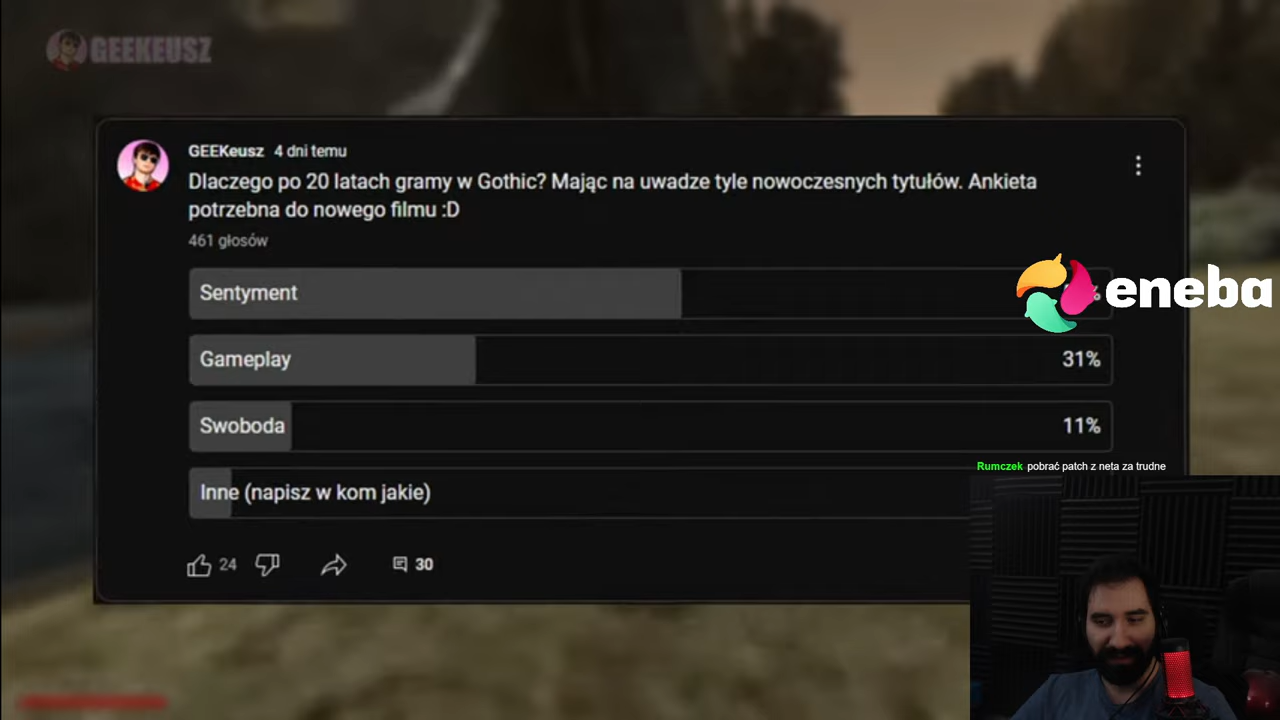 GEEKEUSZ
GEEKeusz 4 dni temu
Dlaczego po 20 latach gramy w Gothic? Mając na uwadze tyle nowoczesnych tytułów. Ankieta
potrzebna do nowego filmu :D
461 głosów
Sentyment
eneba
Gameplay 31%
Swoboda 11%
Rumczek pobrać patch z neta za trudne
Inne (napisz w kom jakie)
24 30